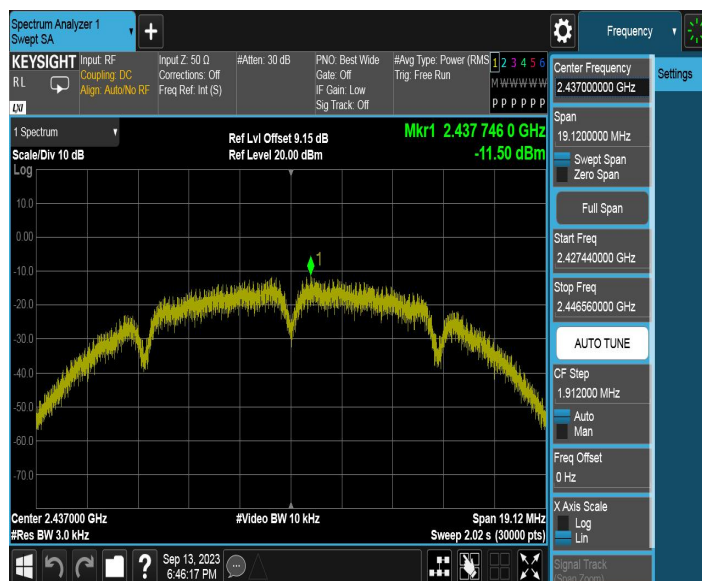 Spectrum Analyzer 1
Swept SA
+
Frequency
KEYSIGHT
R L
LXI
Input: RF
Coupling: DC
Align: Auto/No RF
Input Z: 50 Ω
Corrections: Off
Freq Ref: Int (S)
#Atten: 30 dB
PNO: Best Wide
Gate: Off
IF Gain: Low
Sig Track: Off
#Avg Type: Power (RMS
Trig: Free Run
1 2 3 4 5 6
M W W W W W
P P P P P P
1 Spectrum
Scale/Div 10 dB
Log
Ref Lvl Offset 9.15 dB
Ref Level 20.00 dBm
Mkr1 2.437 746 0 GHz
-11.50 dBm
1
10.0
0.00
-10.0
-20.0
-30.0
-40.0
-50.0
-60.0
-70.0
Center 2.437000 GHz
#Res BW 3.0 kHz
#Video BW 10 kHz
Span 19.12 MHz
Sweep 2.02 s (30000 pts)
Center Frequency
2.437000000 GHz
Span
19.1200000 MHz
Swept Span
Zero Span
Full Span
Start Freq
2.427440000 GHz
Stop Freq
2.446560000 GHz
AUTO TUNE
CF Step
1.912000 MHz
Auto
Man
Freq Offset
0 Hz
X Axis Scale
Log
Lin
Signal Track
(Span Zoom)
Settings
?
Sep 13, 2023
6:46:17 PM